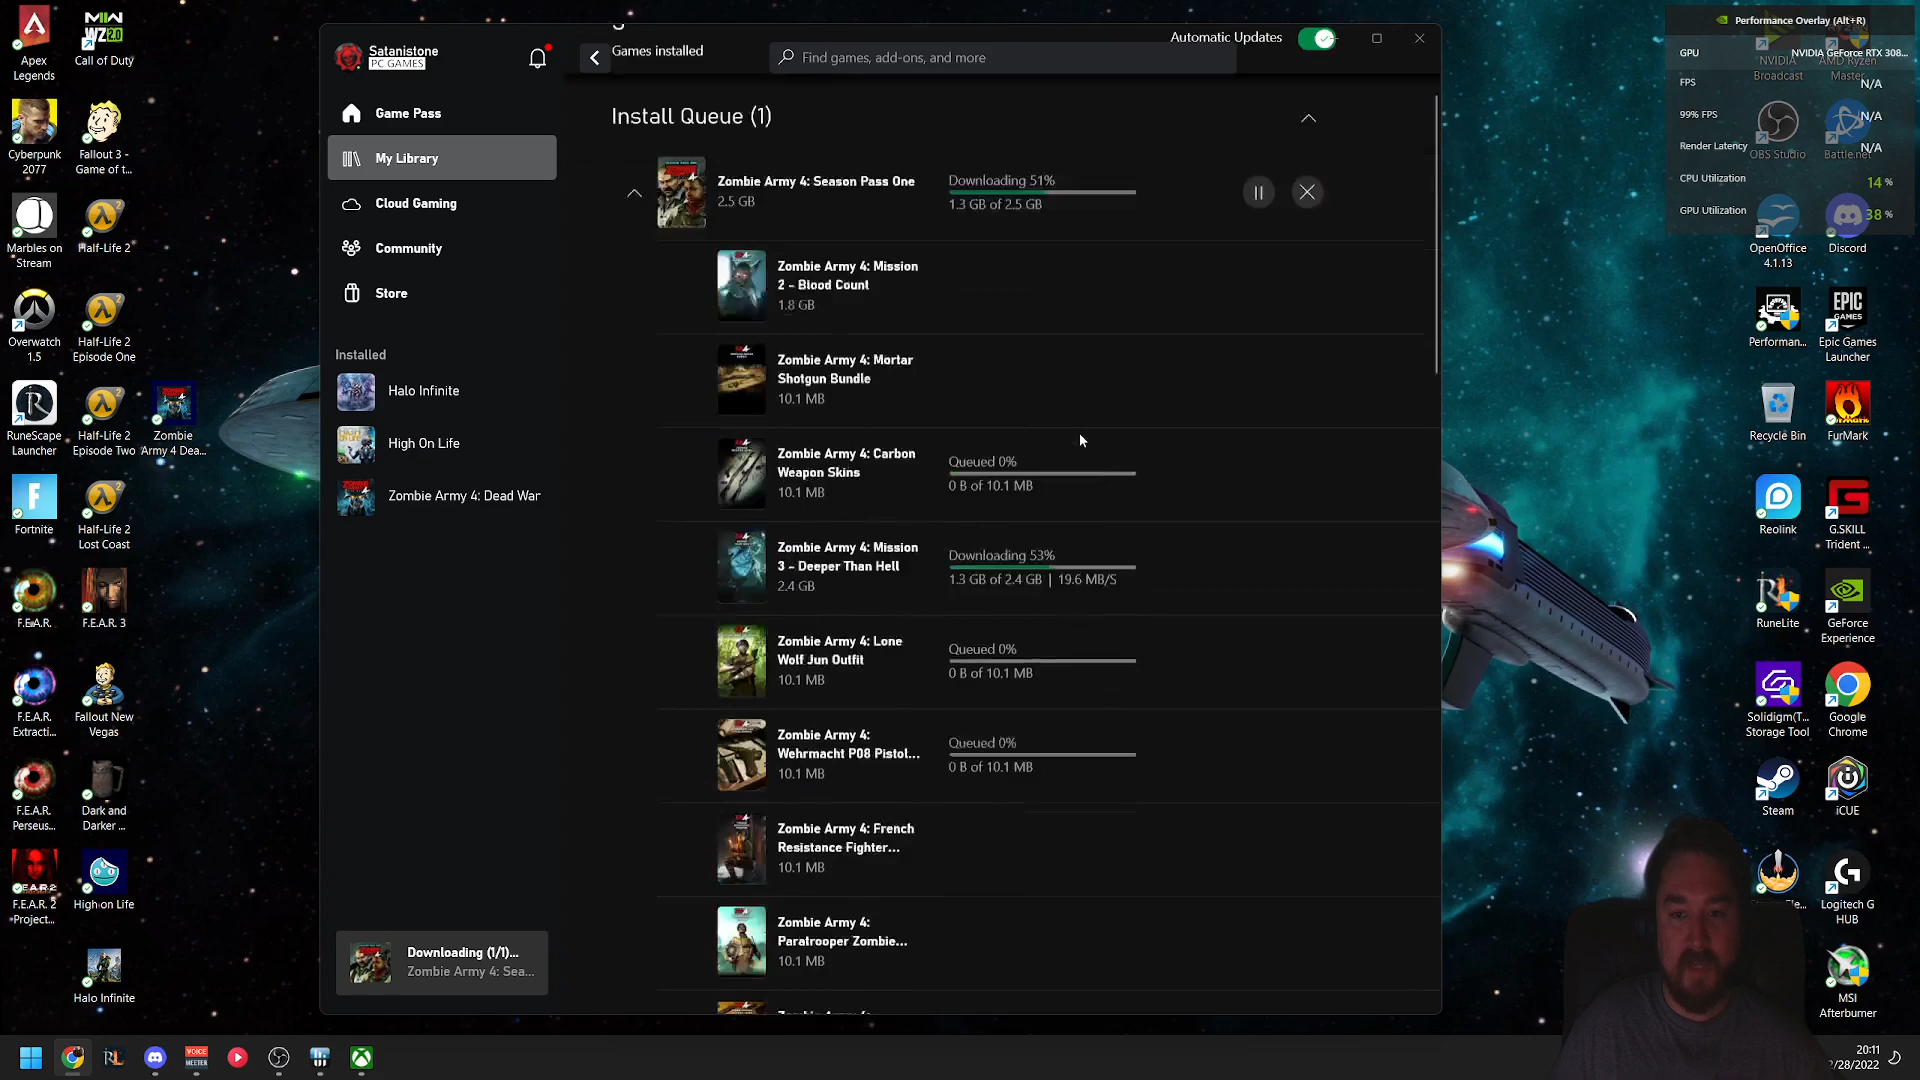 Apex
Legends
Call of Duty
Cyberpunk
2077
Fallout 3 -
Game of t...
Marbles on
Stream
Half-Life 2
Overwatch
1.5
Half-Life 2
Episode One
RuneScape
Launcher
Half-Life 2
Episode Two
Zombie
Army 4 Dea...
Fortnite
Half-Life 2
Lost Coast
F.E.A.R.
F.E.A.R. 3
F.E.A.R.
Extracti...
Fallout New
Vegas
F.E.A.R.
Perseus...
Dark and
Darker ...
F.E.A.R. 2
Project...
High on Life
Halo Infinite
Satanistone
PC GAMES
Game Pass
My Library
Cloud Gaming
Community
Store
Installed
Halo Infinite
High On Life
Zombie Army 4: Dead War
Downloading (1/1)...
Zombie Army 4: Sea...
Games installed
Find games, add-ons, and more
Automatic Updates
Install Queue (1)
Zombie Army 4: Season Pass One
2.5 GB
Downloading 51%
1.3 GB of 2.5 GB
Zombie Army 4: Mission
2 - Blood Count
1.8 GB
Zombie Army 4: Mortar
Shotgun Bundle
10.1 MB
Zombie Army 4: Carbon
Weapon Skins
10.1 MB
Queued 0%
0 B of 10.1 MB
Zombie Army 4: Mission
3 - Deeper Than Hell
2.4 GB
Downloading 53%
1.3 GB of 2.4 GB | 19.6 MB/S
Zombie Army 4: Lone
Wolf Jun Outfit
10.1 MB
Queued 0%
0 B of 10.1 MB
Zombie Army 4:
Wehrmacht P08 Pistol...
10.1 MB
Queued 0%
0 B of 10.1 MB
Zombie Army 4: French
Resistance Fighter...
10.1 MB
Zombie Army 4:
Paratrooper Zombie...
10.1 MB
Performance Overlay (Alt+R)
GPU NVIDIA GeForce RTX 308...
FPS N/A
99% FPS N/A
Render Latency N/A
CPU Utilization 14 %
GPU Utilization 38 %
NVIDIA
Broadcast
AMD Ryzen
Master
OBS Studio
Battle.net
OpenOffice
4.1.13
Discord
Performan...
Epic Games
Launcher
Recycle Bin
FurMark
Reolink
G.SKILL
Trident ...
RuneLite
GeForce
Experience
Solidigm(T...
Storage Tool
Google
Chrome
Steam
iCUE
Logitech G
HUB
MSI
Afterburner
20:11
2/28/2022